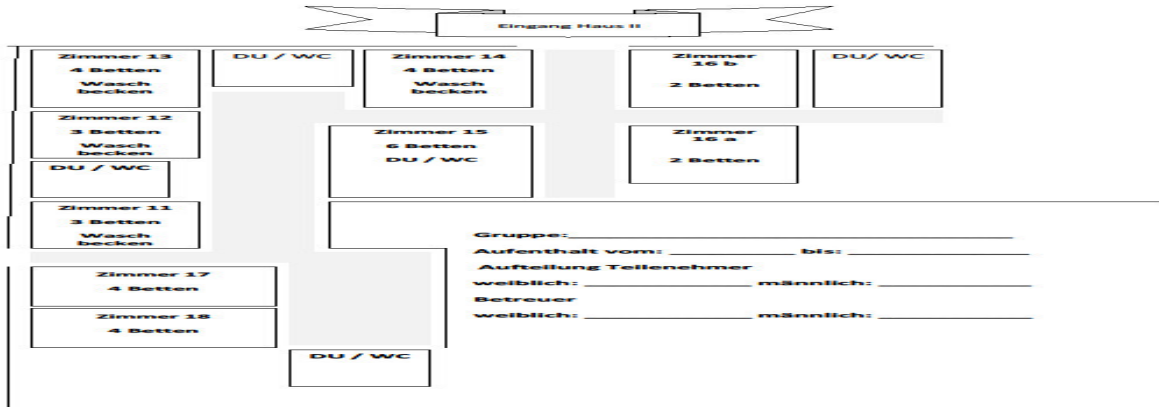 Eingang Haus II
Zimmer 13
4 Betten
Wasch
becken
DU / WC
Zimmer 14
4 Betten
Wasch
becken
Zimmer
16 b
2 Betten
DU/ WC
Zimmer 12
3 Betten
Wasch
becken
Zimmer 15
6 Betten
DU / WC
Zimmer
16 a
2 Betten
DU / WC
Zimmer 11
3 Betten
Wasch
becken
Zimmer 17
4 Betten
Zimmer 18
4 Betten
DU / WC
Gruppe:
Aufenthalt vom: bis:
Aufteilung Teilenehmer
weiblich: männlich:
Betreuer
weiblich: männlich: